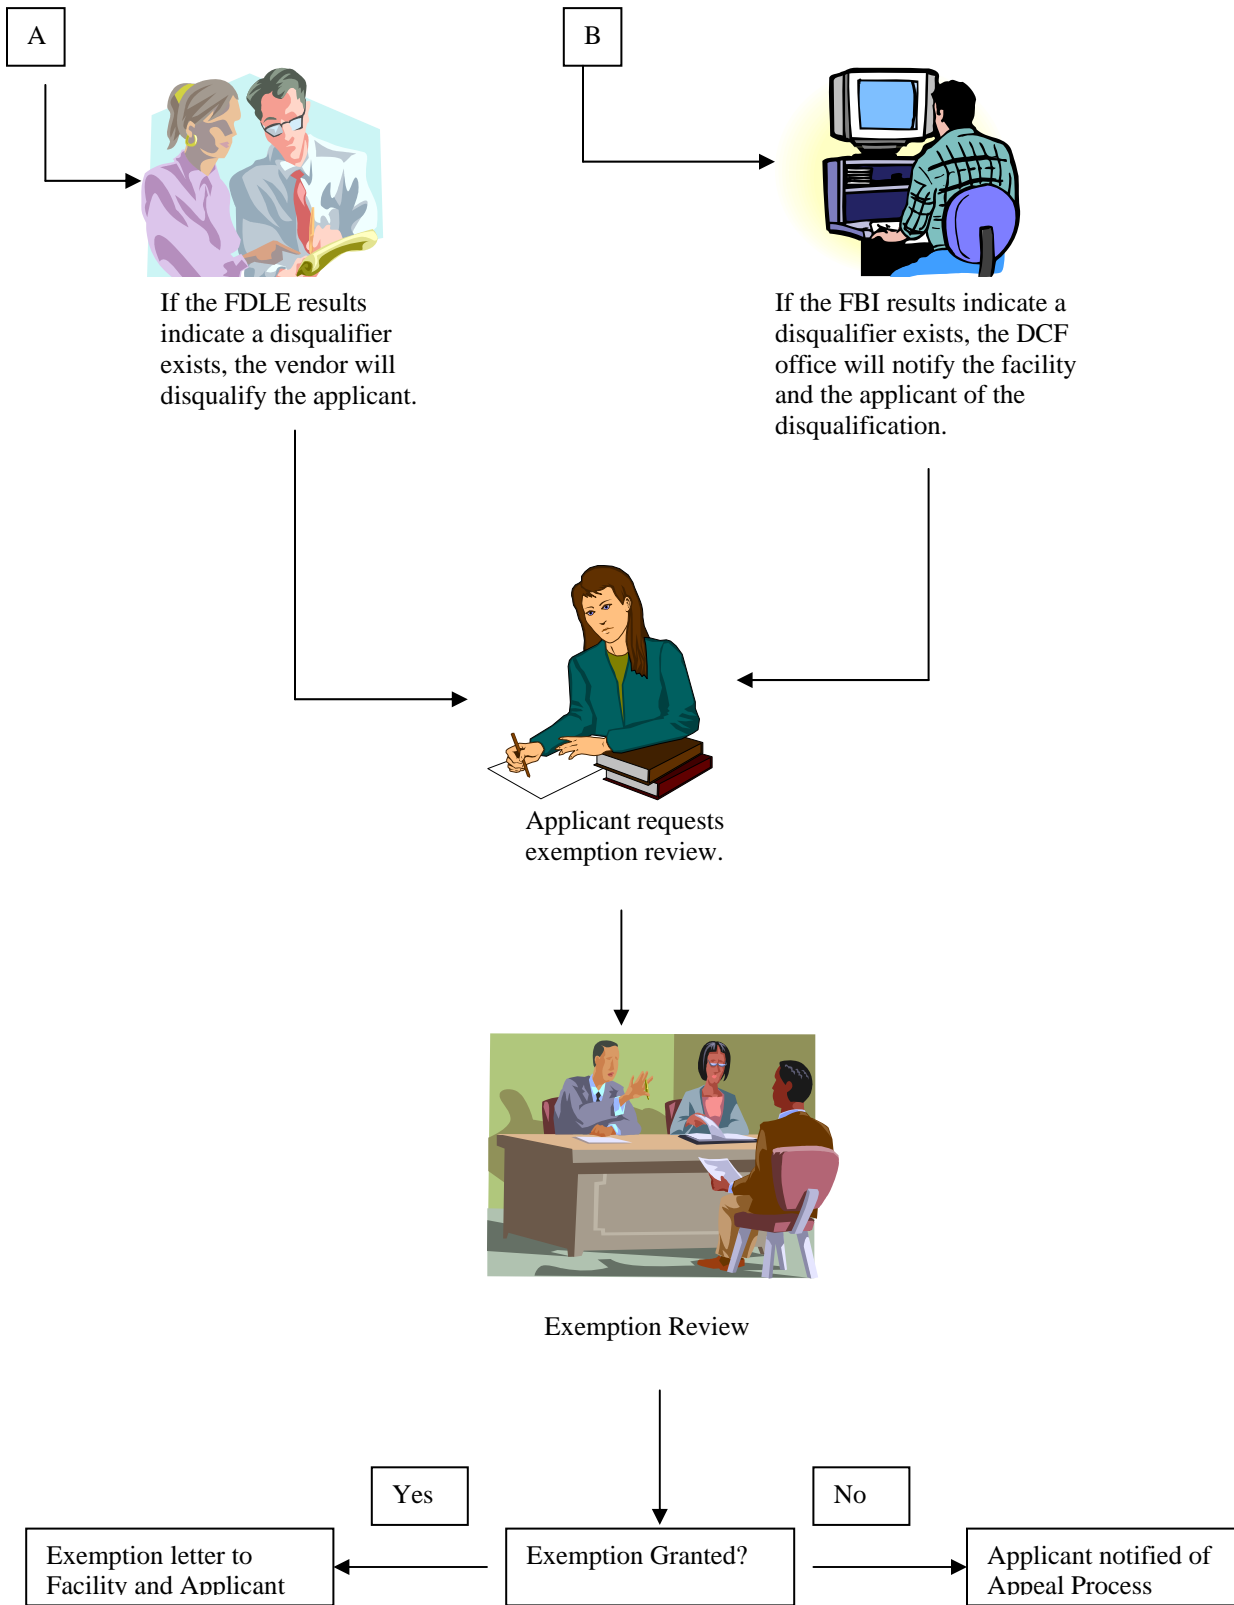 A
B
If the FDLE results
indicate a disqualifier
exists, the vendor will
disqualify the applicant.
If the FBI results indicate a
disqualifier exists, the DCF
office will notify the facility
and the applicant of the
disqualification.
Applicant requests
exemption review.
Exemption Review
Yes
No
Exemption letter to
Facility and Applicant
Exemption Granted?
Applicant notified of
Appeal Process